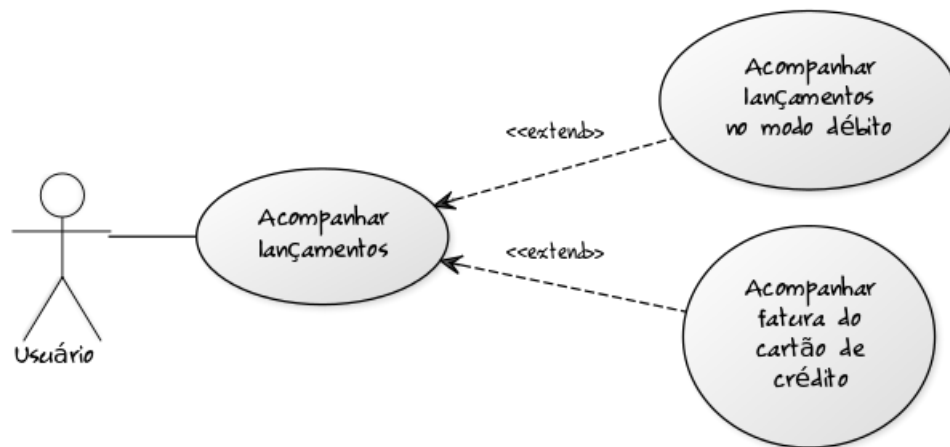 Acompanhar
lançamentos
no modo débito
<<extend>>
Acompanhar
lançamentos
<<extend>>
Acompanhar
fatura do
cartão de
crédito
Usuário